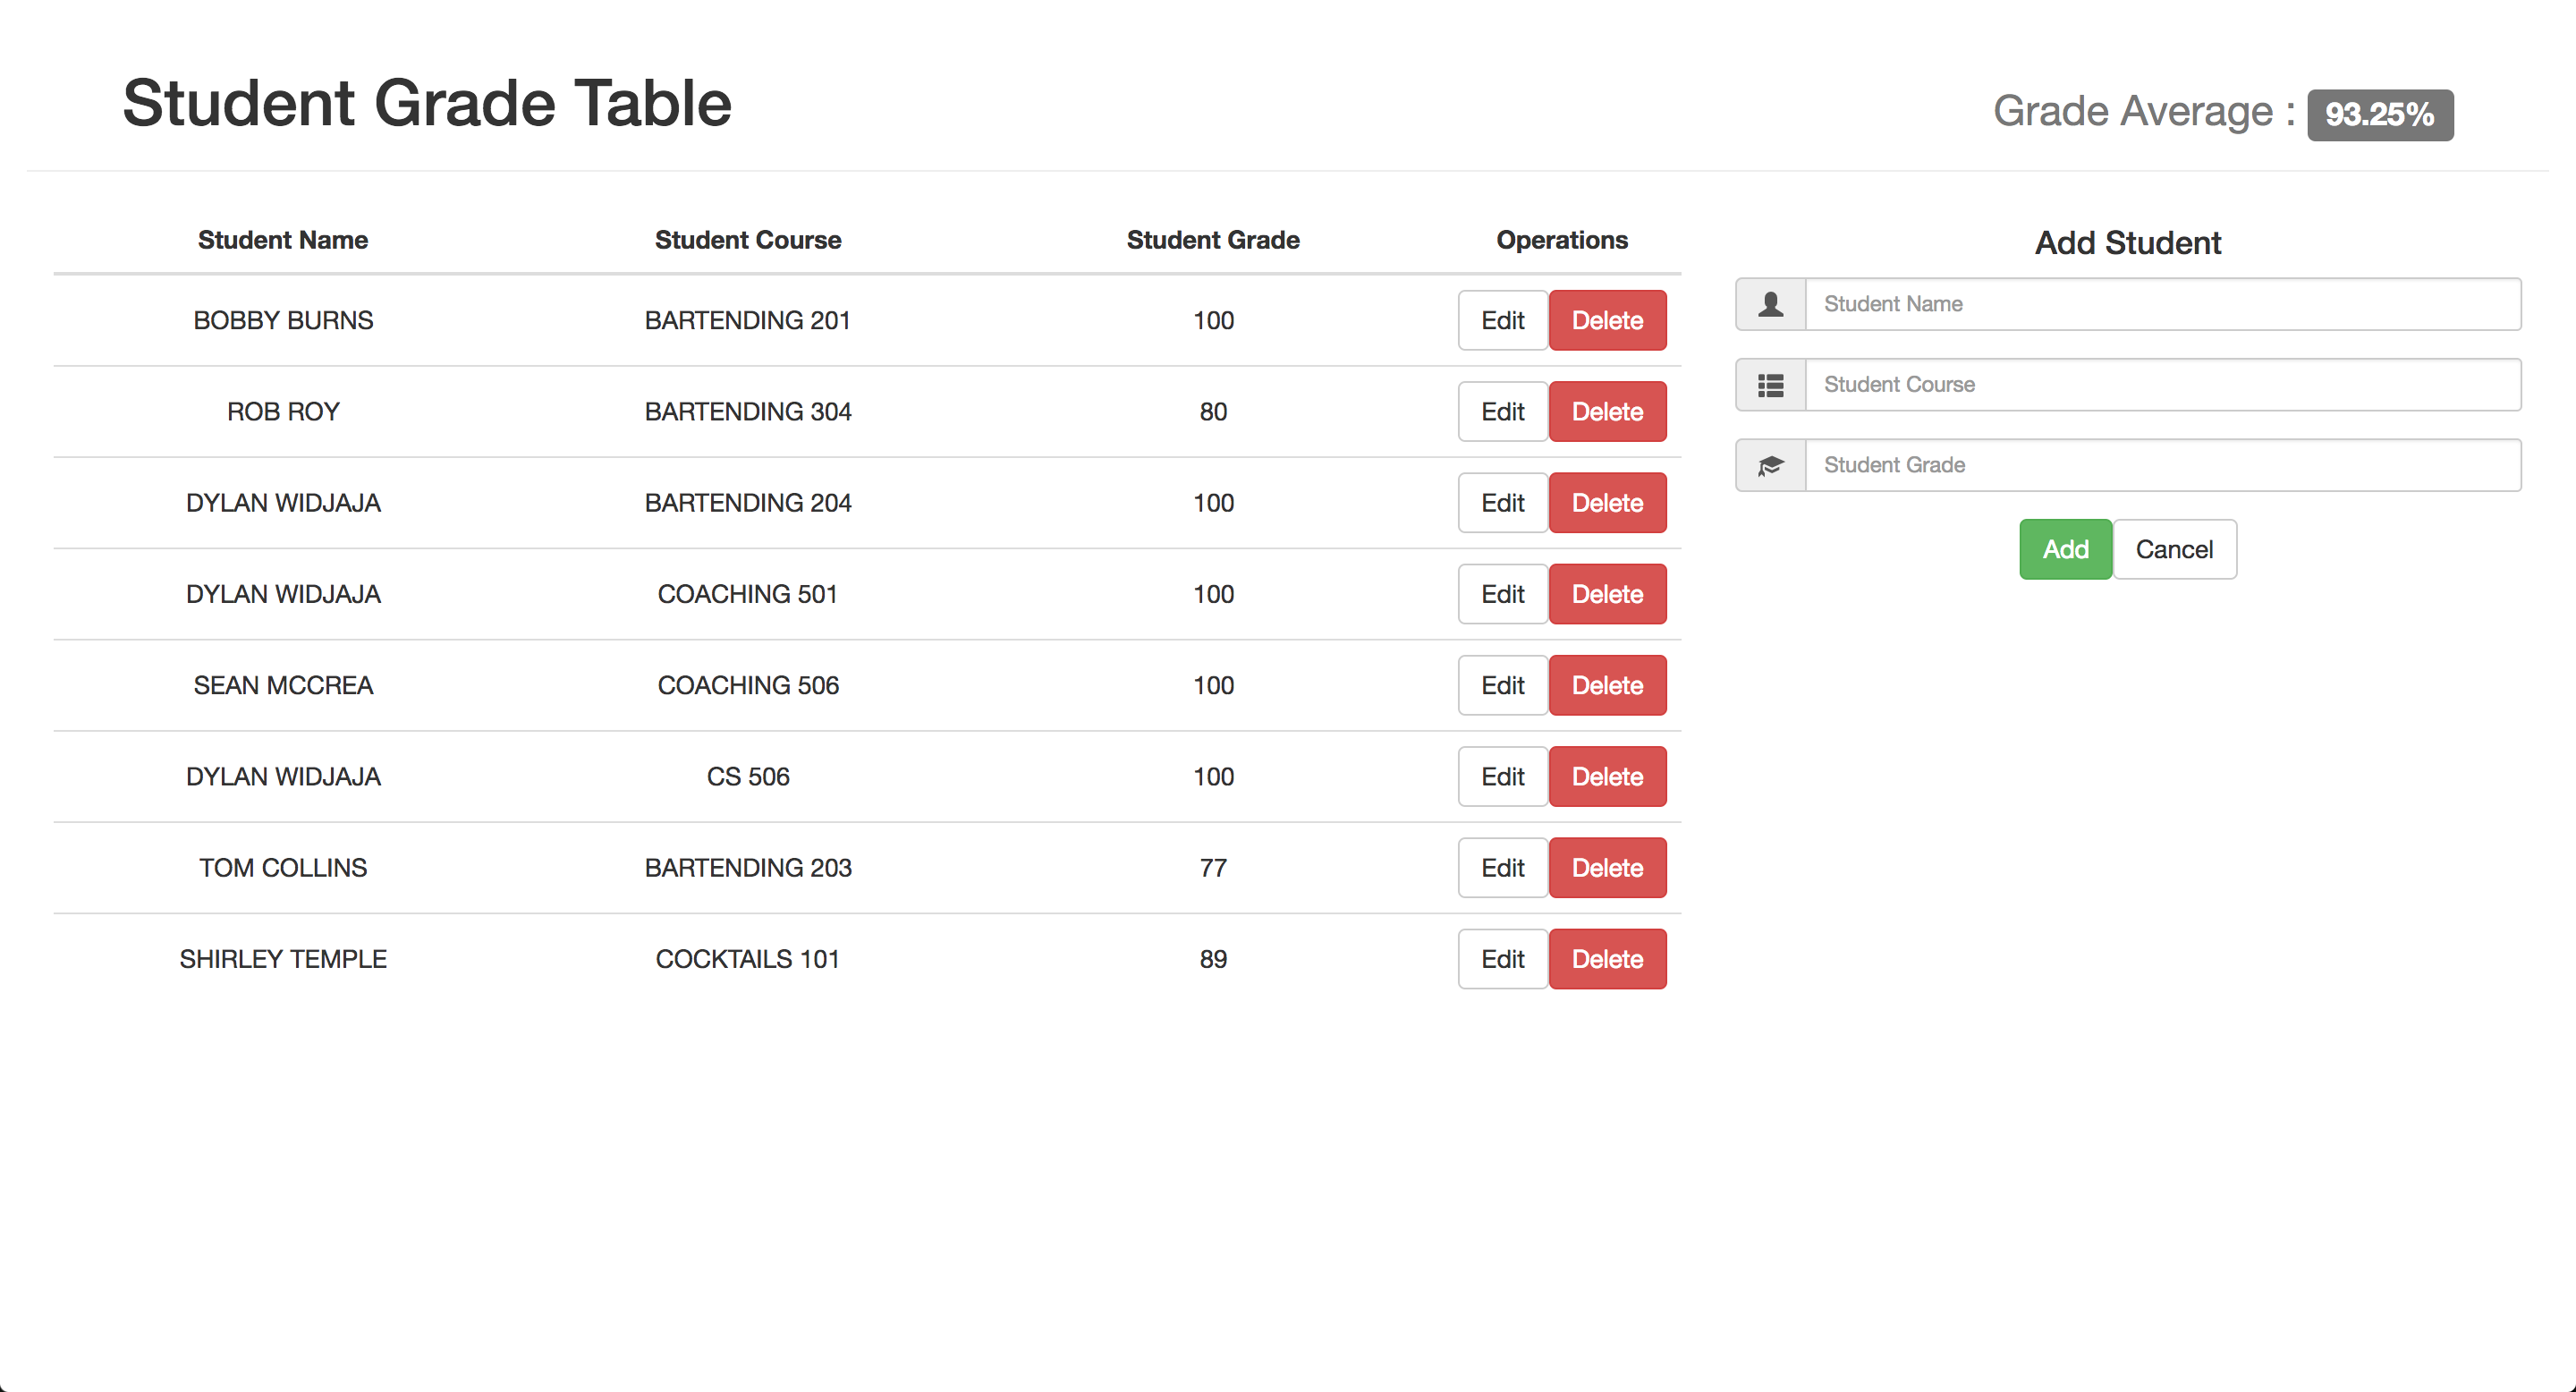 Student Grade Table
Grade Average : 93.25%
Student Name Student Course Student Grade Operations
BOBBY BURNS BARTENDING 201 100 Edit Delete
ROB ROY BARTENDING 304 80 Edit Delete
DYLAN WIDJAJA BARTENDING 204 100 Edit Delete
DYLAN WIDJAJA COACHING 501 100 Edit Delete
SEAN MCCREA COACHING 506 100 Edit Delete
DYLAN WIDJAJA CS 506 100 Edit Delete
TOM COLLINS BARTENDING 203 77 Edit Delete
SHIRLEY TEMPLE COCKTAILS 101 89 Edit Delete
Add Student
Student Name
Student Course
Student Grade
Add Cancel